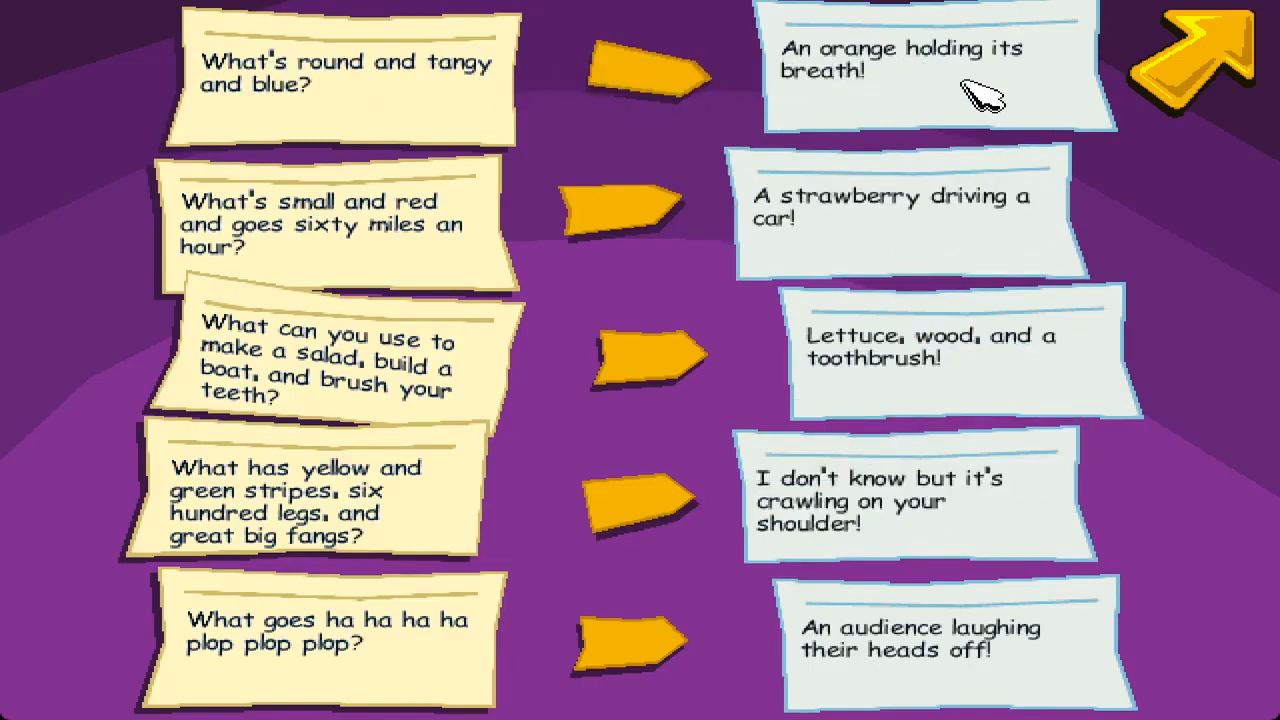 What's round and tangy
and blue?
An orange holding its
breath!
What's small and red
and goes sixty miles an
hour?
A strawberry driving a
car!
What can you use to
make a salad, build a
boat, and brush your
teeth?
Lettuce, wood, and a
toothbrush!
What has yellow and
green stripes, six
hundred legs, and
great big fangs?
I don't know but it's
crawling on your
shoulder!
What goes ha ha ha ha
plop plop plop?
An audience laughing
their heads off!